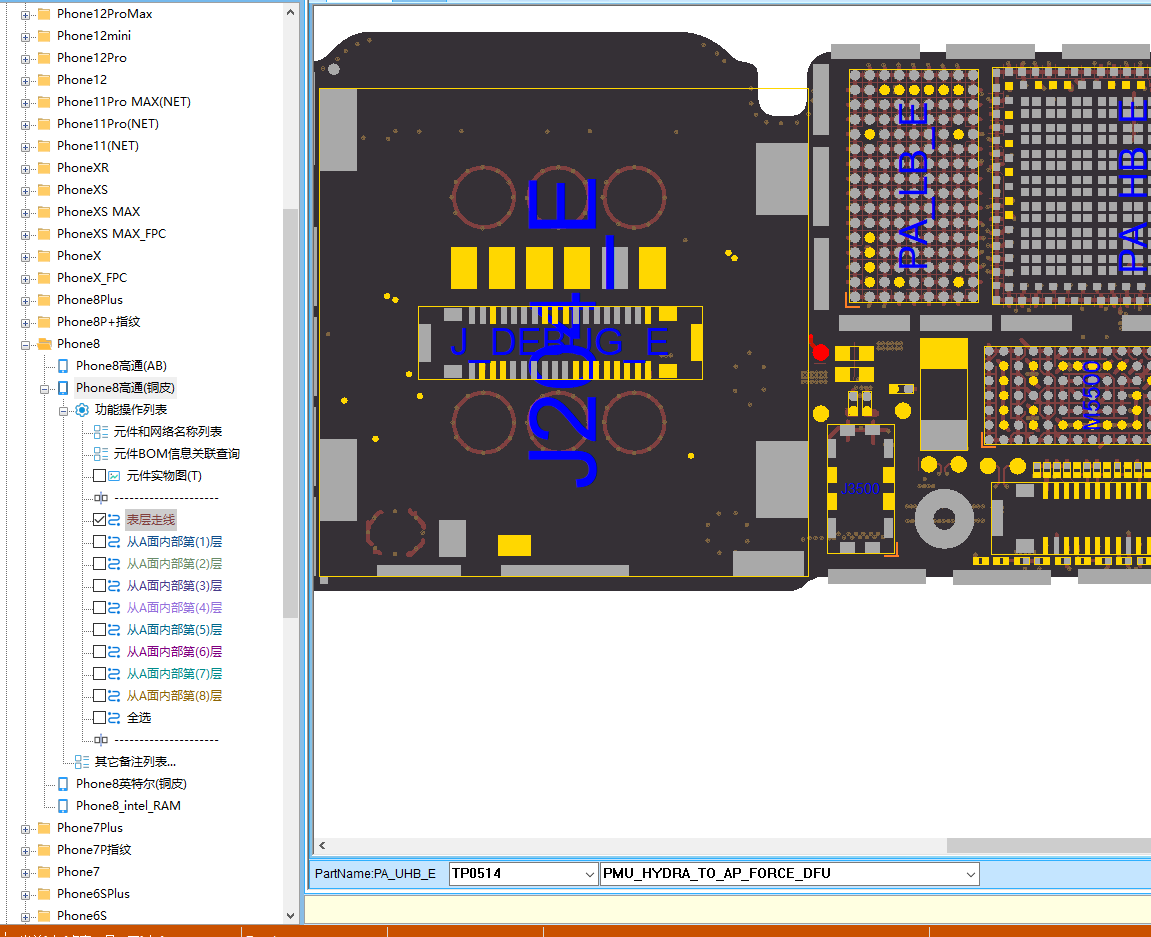 Phone12ProMax
Phone12mini
Phone12Pro
Phone12
Phone11Pro MAX(NET)
Phone11Pro(NET)
Phone11(NET)
PhoneXR
PhoneXS
PhoneXS MAX
PhoneXS MAX_FPC
PhoneX
PhoneX_FPC
Phone8Plus
Phone8P+指纹
Phone8
Phone8高通(AB)
Phone8高通(铜皮)
功能操作列表
元件和网络名称列表
元件BOM信息关联查询
元件实物图(T)
--------------------
表层走线
从A面内部第(1)层
从A面内部第(2)层
从A面内部第(3)层
从A面内部第(4)层
从A面内部第(5)层
从A面内部第(6)层
从A面内部第(7)层
从A面内部第(8)层
全选
--------------------
其它备注列表...
Phone8英特尔(铜皮)
Phone8_intel_RAM
Phone7Plus
Phone7P指纹
Phone7
Phone6SPlus
Phone6S
J_DEBUG_E
PA_LB_E
PA_HB_E
M5500
J3500
PartName:PA_UHB_E
TP0514
PMU_HYDRA_TO_AP_FORCE_DFU